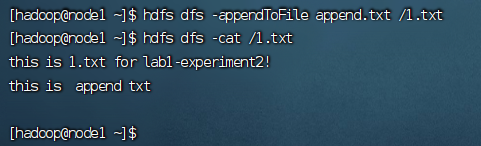 [hadoop@node1 ~]$ hdfs dfs -appendToFile append.txt /1.txt
[hadoop@node1 ~]$ hdfs dfs -cat /1.txt
this is 1.txt for lab1-experiment2!
this is  append txt
[hadoop@node1 ~]$